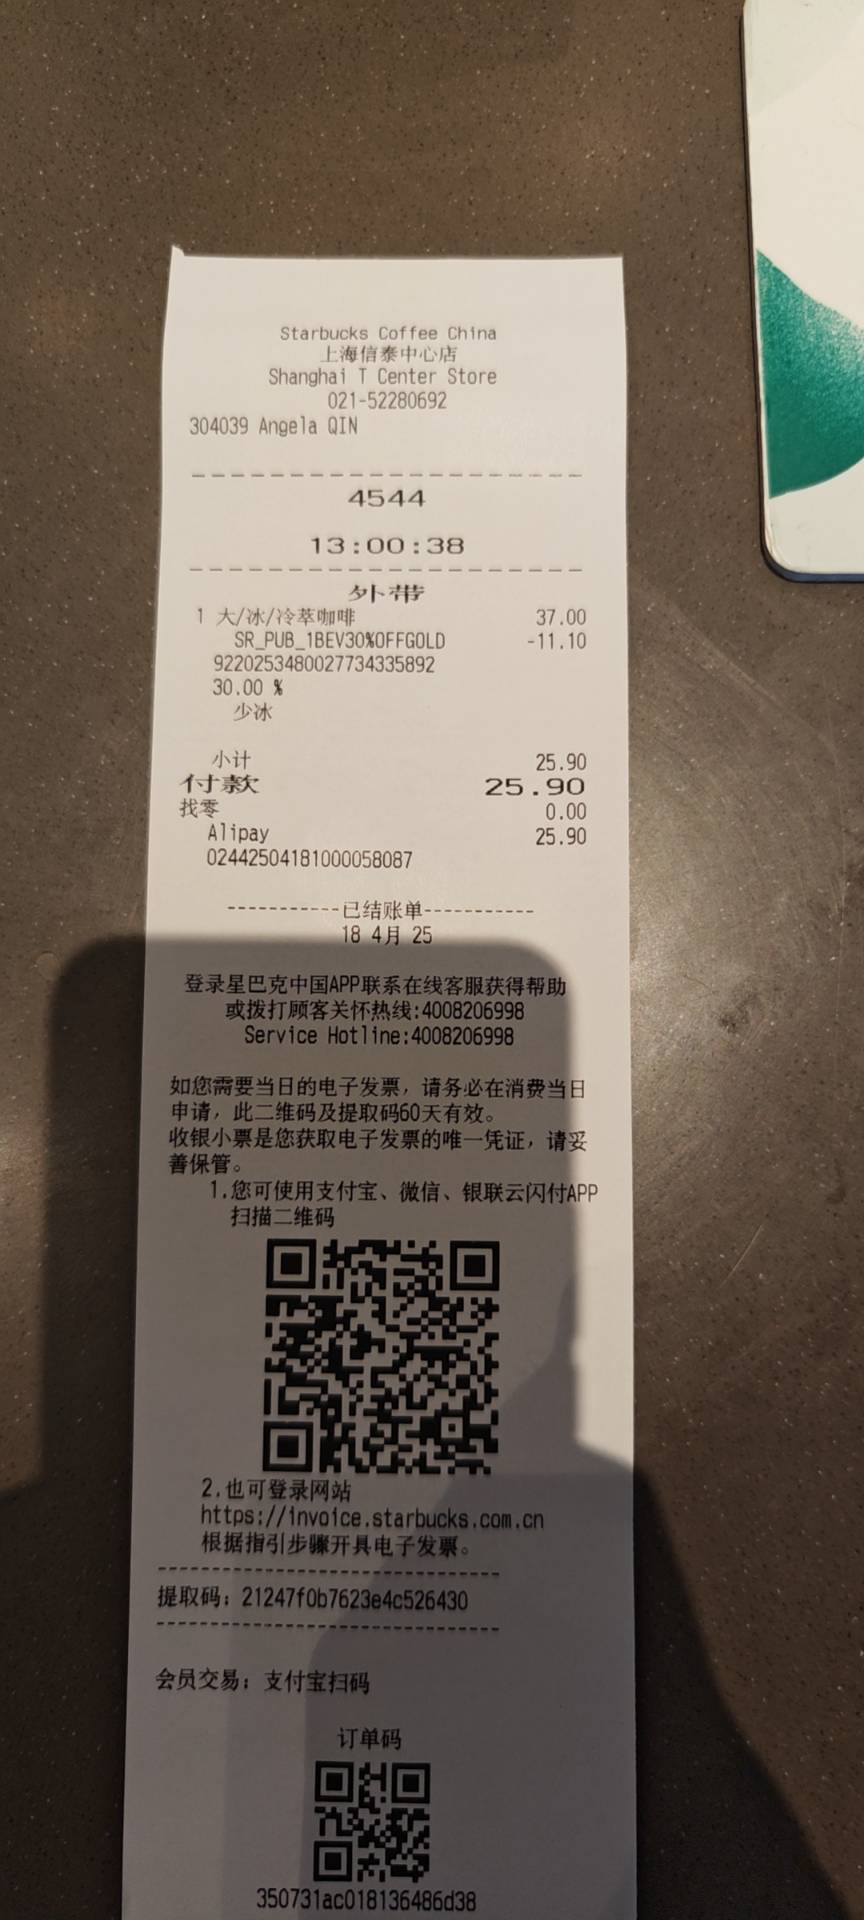 Starbucks Coffee China
上海信泰中心店
Shanghai T Center Store
021-52280692
304039 Angela QIN
4544
13:00:38
外带
1 大/冰/冷萃咖啡 37.00
SR_PUB_1BEV30%OFFGOLD -11.10
9220253480027734335892
30.00 %
少冰
小计 25.90
付款 25.90
找零 0.00
Alipay 25.90
02442504181000058087
-----------已结账单-----------
18 4月 25
登录星巴克中国APP联系在线客服获得帮助
或拨打顾客关怀热线:4008206998
Service Hotline:4008206998
如您需要当日的电子发票，请务必在消费当日
申请，此二维码及提取码60天有效。
收银小票是您获取电子发票的唯一凭证，请妥
善保管。
1.您可使用支付宝、微信、银联云闪付APP
扫描二维码
2.也可登录网站
https://invoice.starbucks.com.cn
根据指引步骤开具电子发票。
提取码：21247f0b7623e4c526430
会员交易：支付宝扫码
订单码
350731ac018136486d38